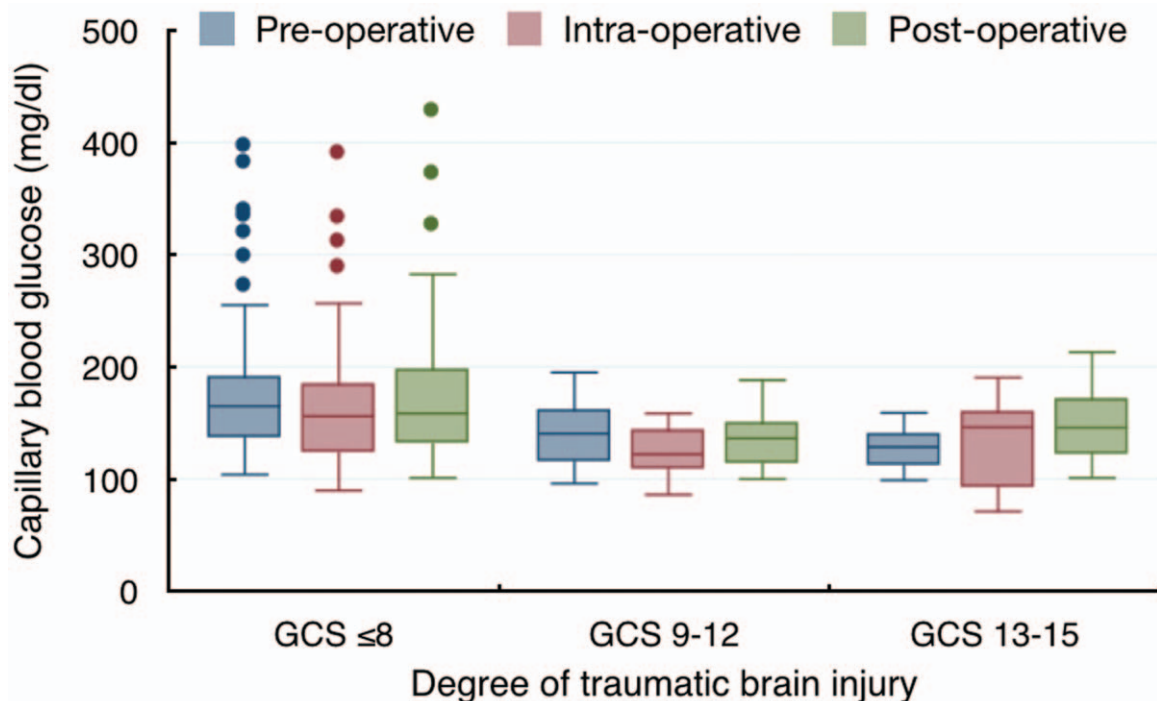 Pre-operative Intra-operative Post-operative
Capillary blood glucose (mg/dl)
500
400
300
200
100
0
GCS ≤8 GCS 9-12 GCS 13-15
Degree of traumatic brain injury